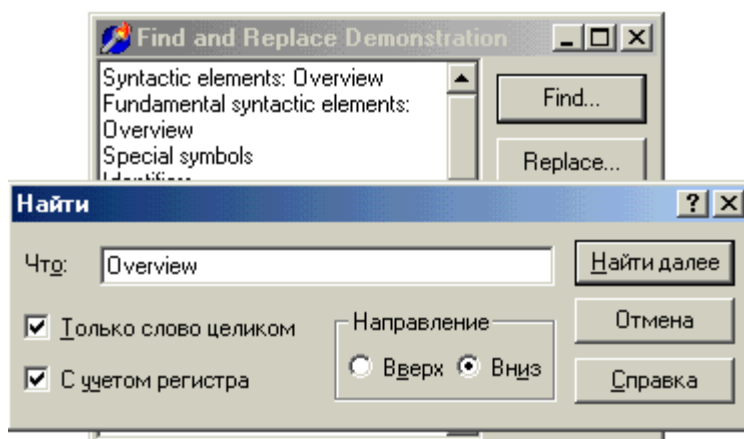 Find and Replace Demonstration
Syntactic elements: Overview
Fundamental syntactic elements:
Overview
Special symbols
Find...
Replace...
Найти
Что:
Overview
Найти далее
Только слово целиком
С учетом регистра
Направление
Вверх
Вниз
Отмена
Справка